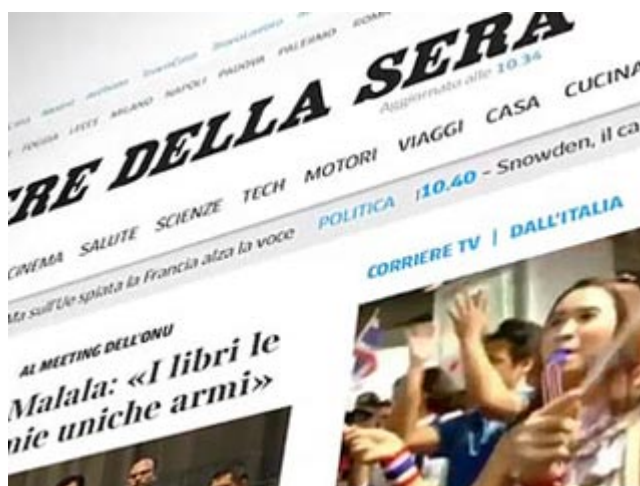 FOGGIA LECCE MILANO NAPOLI PADOVA PALERMO ROMA
ERE DELLA SERA
Aggiornato alle 10.34
CINEMA SALUTE SCIENZE TECH MOTORI VIAGGI CASA CUCINA
Ma sull'Ue spiata la Francia alza la voce POLITICA 10.40 - Snowden, il ca
CORRIERE TV | DALL'ITALIA
AL MEETING DELL'ONU
Malala: «I libri le
mie uniche armi»